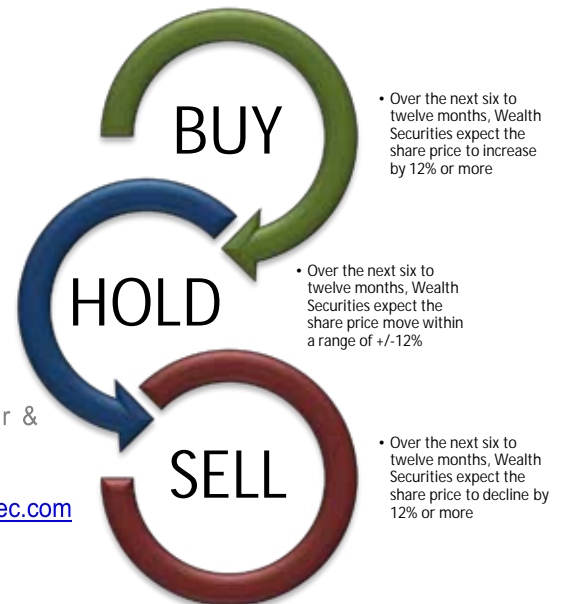 BUY
• Over the next six to
twelve months, Wealth
Securities expect the
share price to increase
by 12% or more
HOLD
• Over the next six to
twelve months, Wealth
Securities expect the
share price move within
a range of +/-12%
r &
SELL
• Over the next six to
twelve months, Wealth
Securities expect the
share price to decline by
12% or more
ec.com